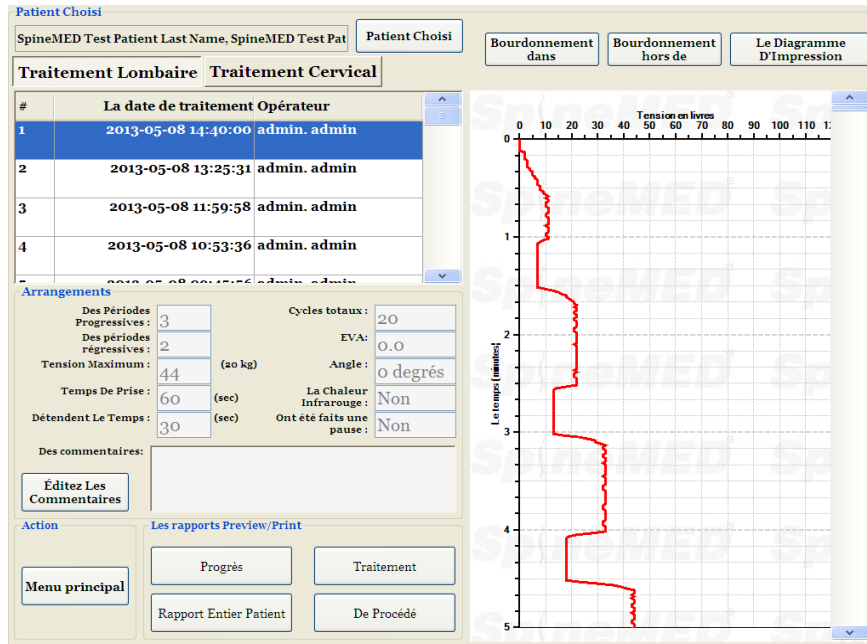 Patient Choisi
SpineMED Test Patient Last Name, SpineMED Test Pat
Patient Choisi
Bourdonnement
dans
Bourdonnement
hors de
Le Diagramme
D'Impression
Traitement Lombaire
Traitement Cervical
# La date de traitement Opérateur
1 2013-05-08 14:40:00 admin. admin
2 2013-05-08 13:25:31 admin. admin
3 2013-05-08 11:59:58 admin. admin
4 2013-05-08 10:53:36 admin. admin
Arrangements
Des Périodes
Progressives : 3
Cycles totaux : 20
Des périodes
régressives : 2
EVA: 0.0
Tension Maximum : 44 (20 kg)
Angle : 0 degrés
Temps De Prise : 60 (sec)
La Chaleur
Infrarouge : Non
Détendent Le Temps : 30 (sec)
Ont été faits une
pause : Non
Des commentaires:
Éditez Les
Commentaires
Action
Menu principal
Les rapports Preview/Print
Progrès
Traitement
Rapport Entier Patient
De Procédé
Tension en livres
0 10 20 30 40 50 60 70 80 90 100 110
Le temps [minutes]
0
1
2
3
4
5
SpineMED®